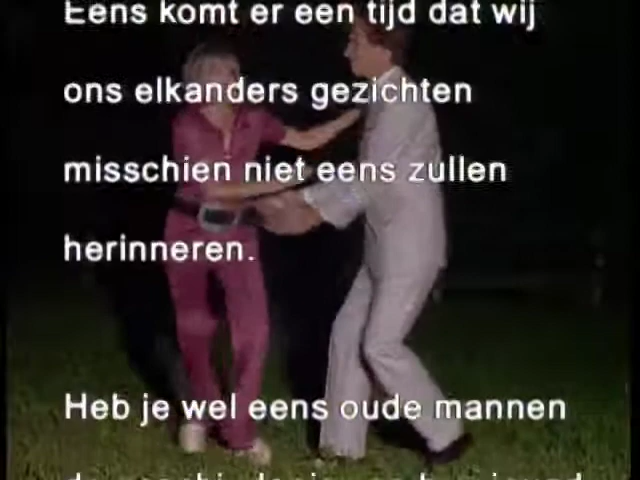 Eens komt er een tijd dat wij
ons elkanders gezichten
misschien niet eens zullen
herinneren.
Heb je wel eens oude mannen